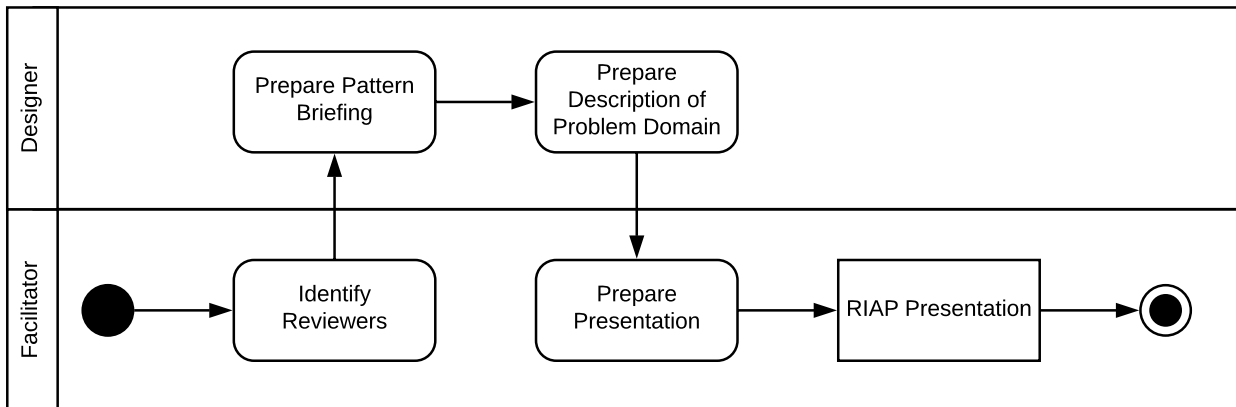 Designer
Prepare Pattern
Briefing
Prepare
Description of
Problem Domain
Facilitator
Identify
Reviewers
Prepare
Presentation
RIAP Presentation